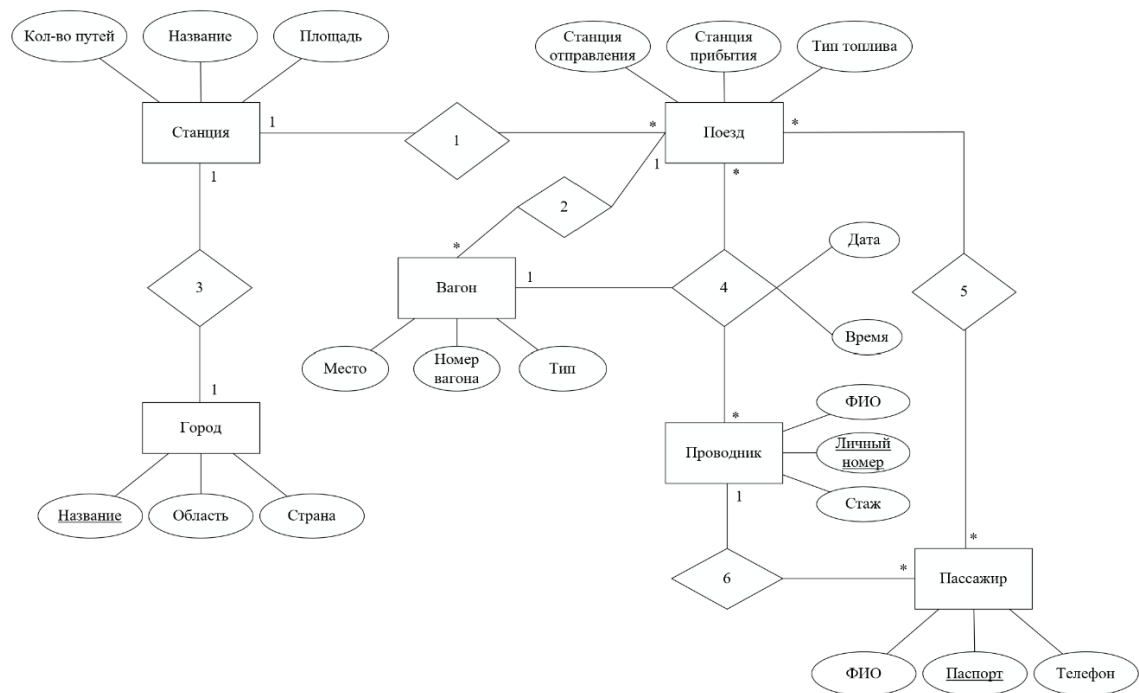 Кол-во путей
Название
Площадь
Станция
отправления
Станция
прибытия
Тип топлива
Станция
1
1
*
Поезд
*
1
*
1
2
*
Дата
3
Вагон
1
4
5
Время
Место
Номер
вагона
Тип
1
Город
*
Проводник
ФИО
Личный
номер
Стаж
Название
Область
Страна
1
6
*
*
Пассажир
ФИО
Паспорт
Телефон